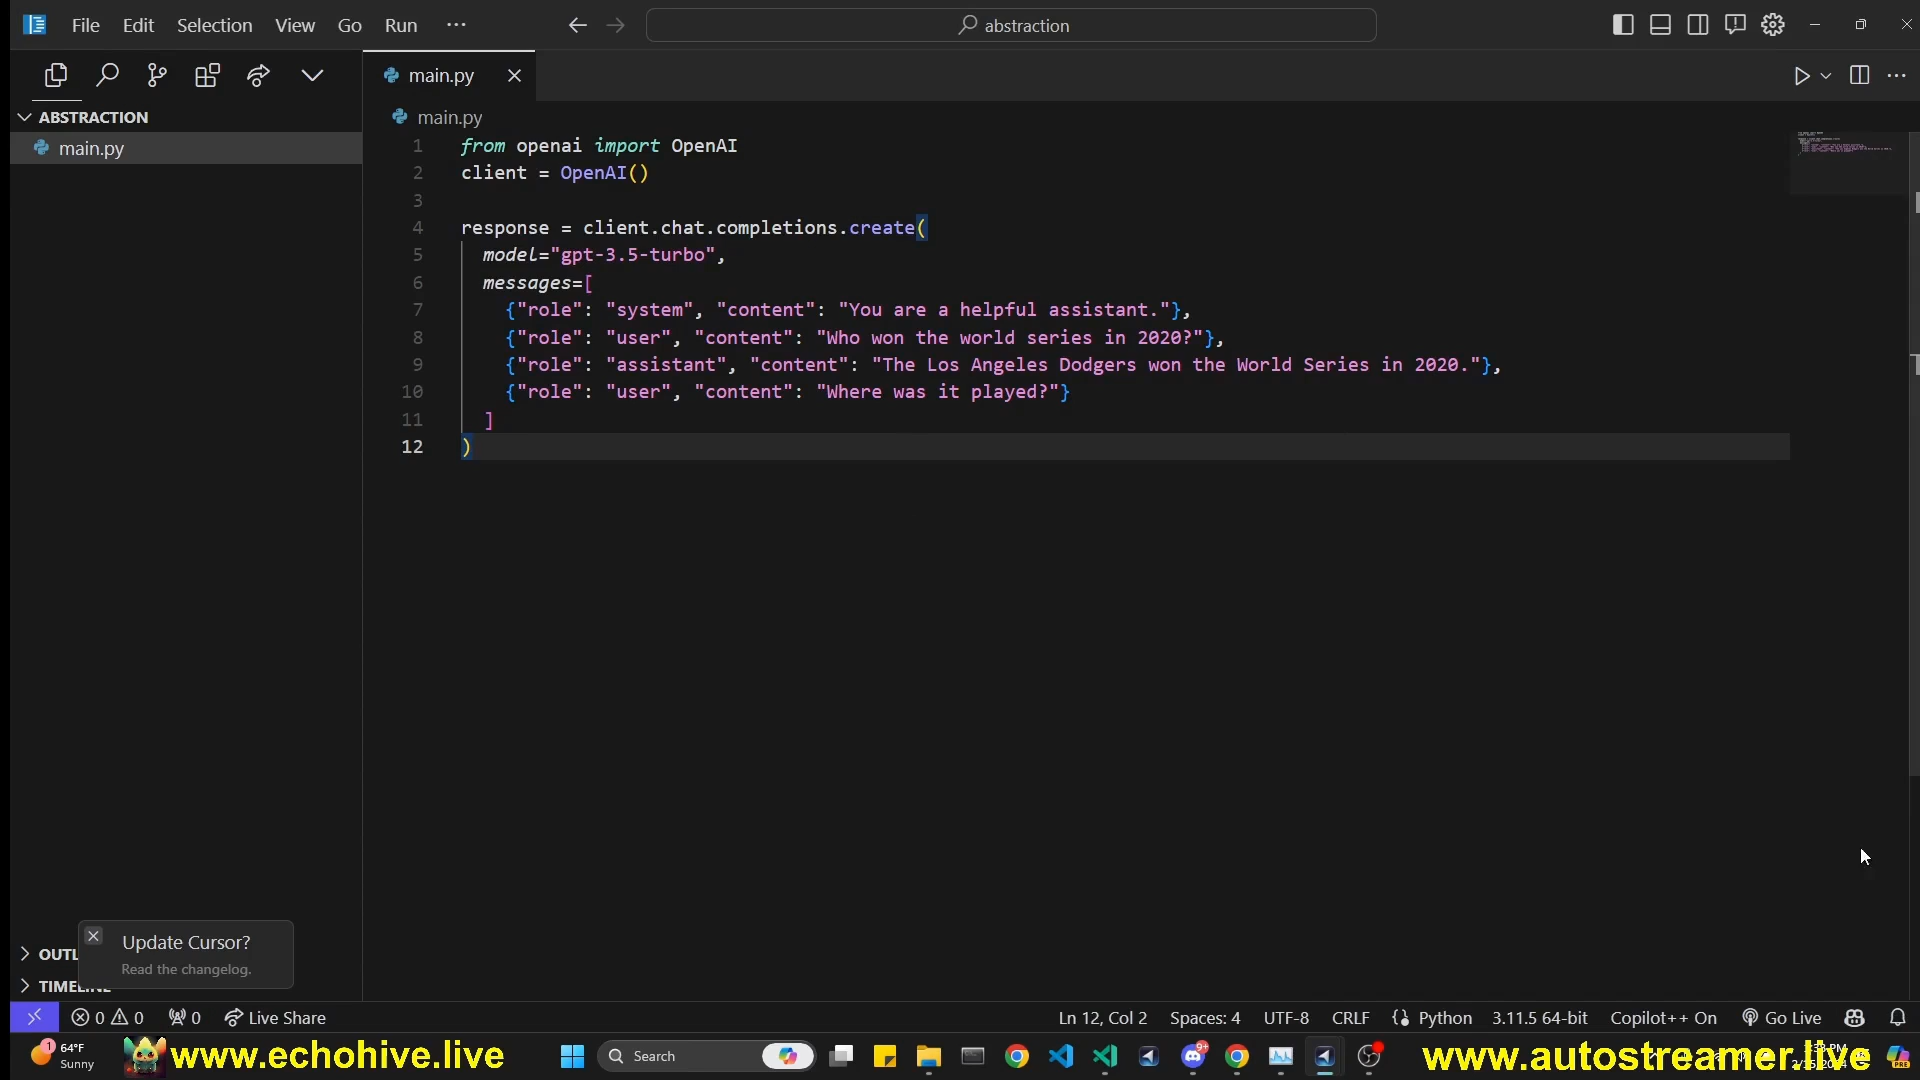 File Edit Selection View Go Run ··· abstraction
main.py
ABSTRACTION
main.py
main.py
1 from openai import OpenAI
2 client = OpenAI()
3
4 response = client.chat.completions.create(
5 model="gpt-3.5-turbo",
6 messages=[
7 {"role": "system", "content": "You are a helpful assistant."},
8 {"role": "user", "content": "Who won the world series in 2020?"},
9 {"role": "assistant", "content": "The Los Angeles Dodgers won the World Series in 2020."},
10 {"role": "user", "content": "Where was it played?"}
11 ]
12 )
Update Cursor?
Read the changelog.
0 0 0 Live Share Ln 12, Col 2 Spaces: 4 UTF-8 CRLF Python 3.11.5 64-bit Copilot++ On Go Live
1 64°F
Sunny
www.echohive.live
Search
9+
www.autostreamer.live
PRE